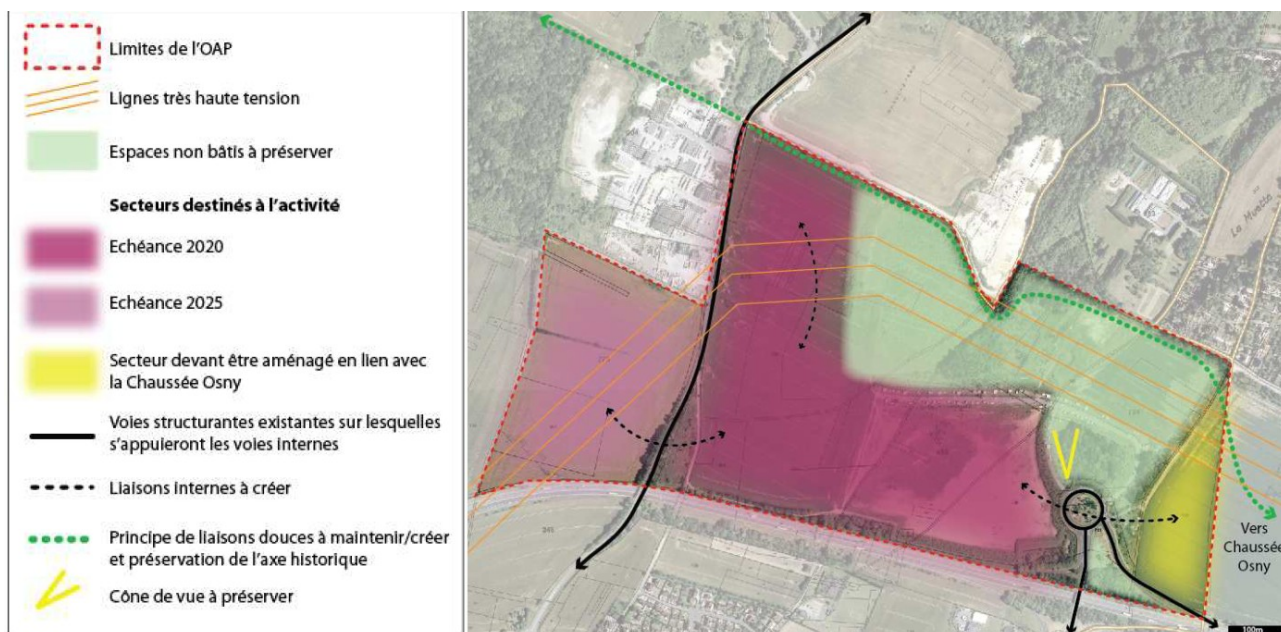 Limites de l'OAP
Lignes très haute tension
Espaces non bâtis à préserver
Secteurs destinés à l'activité
Echéance 2020
Echéance 2025
Secteur devant être aménagé en lien avec
la Chaussée Osny
Voies structurantes existantes sur lesquelles
s'appuieront les voies internes
Liaisons internes à créer
Principe de liaisons douces à maintenir/créer
et préservation de l'axe historique
Cône de vue à préserver
La Muette
Vers
Chaussée
Osny
100m